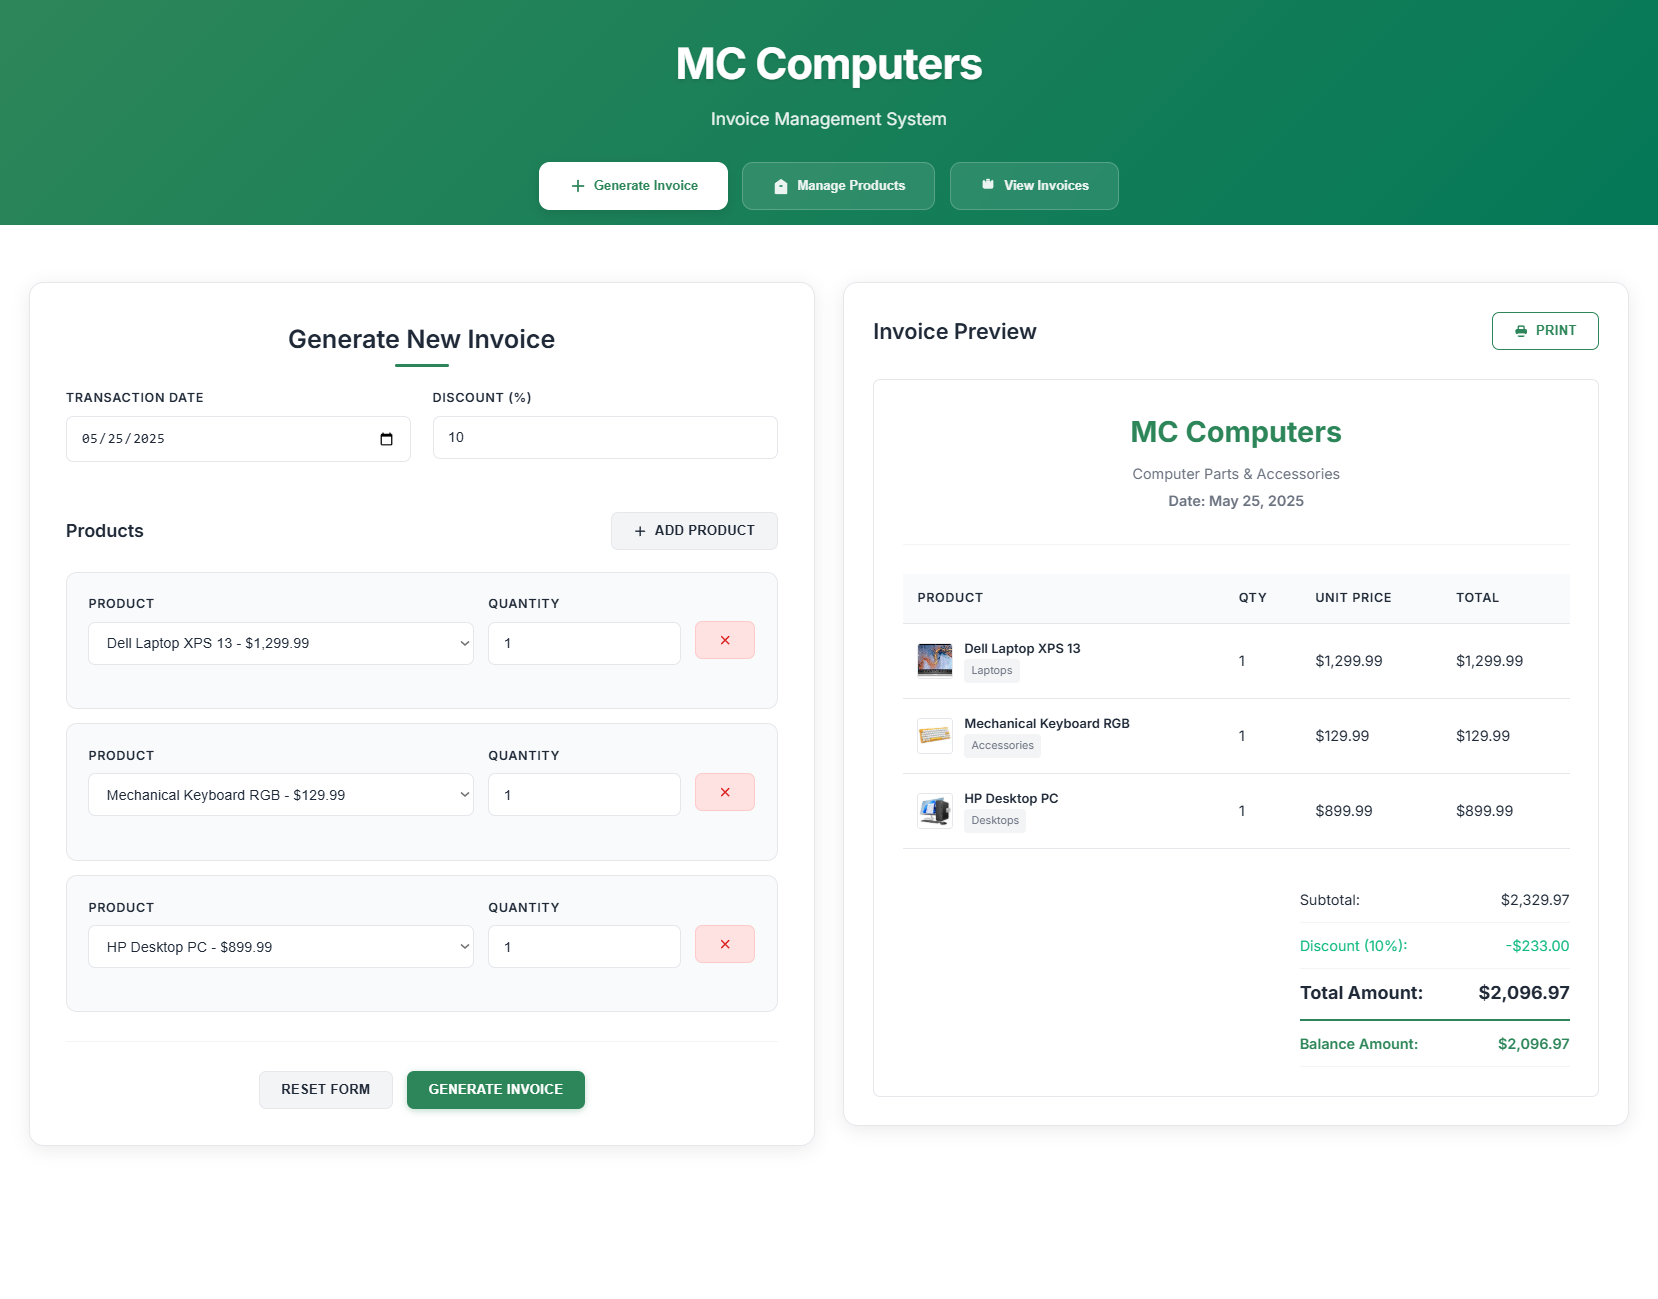 MC Computers
Invoice Management System
Generate Invoice
Manage Products
View Invoices
Generate New Invoice
TRANSACTION DATE
DISCOUNT (%)
05/25/2025
10
Products
ADD PRODUCT
PRODUCT
QUANTITY
Dell Laptop XPS 13 - $1,299.99
1
PRODUCT
QUANTITY
Mechanical Keyboard RGB - $129.99
1
PRODUCT
QUANTITY
HP Desktop PC - $899.99
1
RESET FORM
GENERATE INVOICE
Invoice Preview
PRINT
MC Computers
Computer Parts & Accessories
Date: May 25, 2025
PRODUCT QTY UNIT PRICE TOTAL
Dell Laptop XPS 13
Laptops
1 $1,299.99 $1,299.99
Mechanical Keyboard RGB
Accessories
1 $129.99 $129.99
HP Desktop PC
Desktops
1 $899.99 $899.99
Subtotal: $2,329.97
Discount (10%): -$233.00
Total Amount: $2,096.97
Balance Amount: $2,096.97